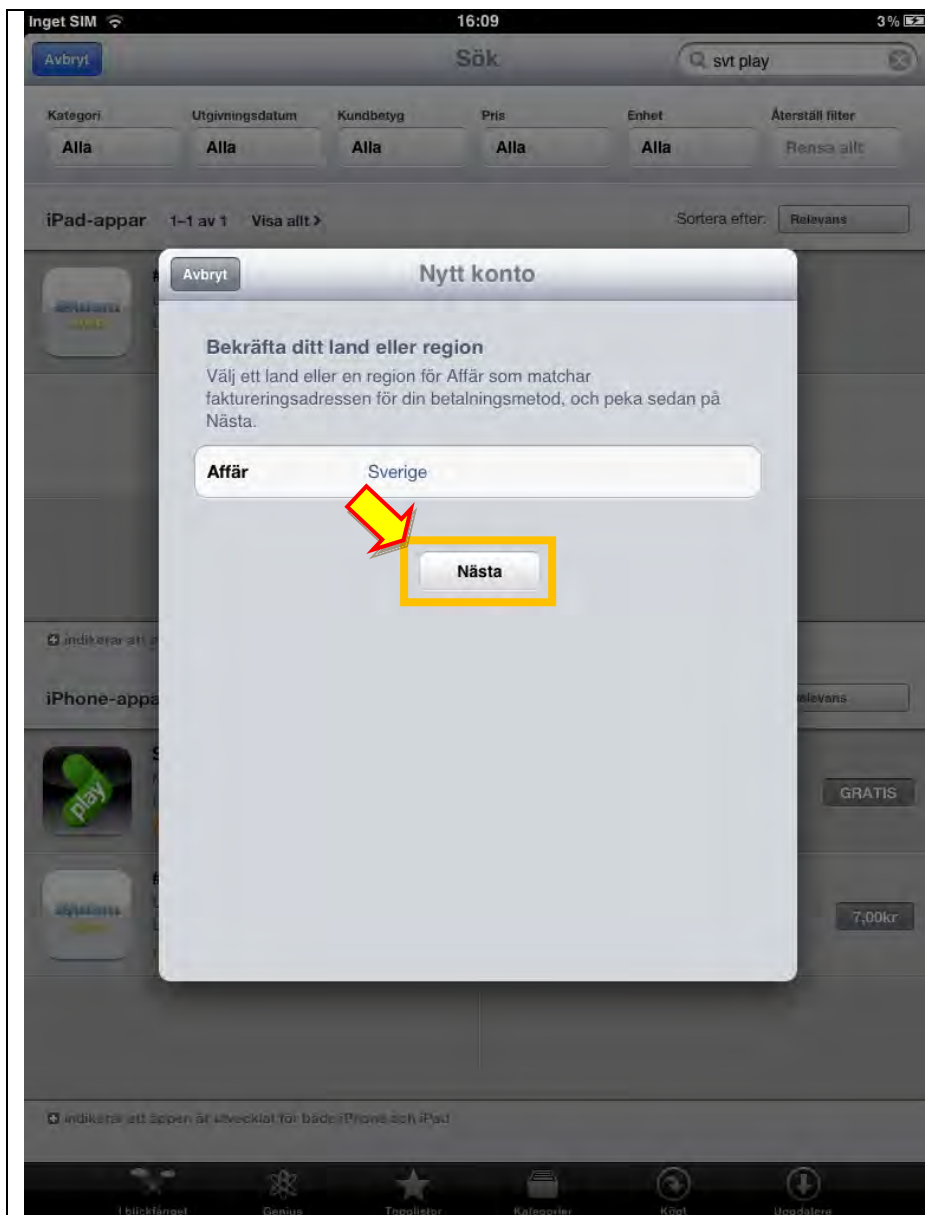 Inget SIM 16:09 3 %
Avbryt Sök svt play
Kategori Utgivningsdatum Kundbetyg Pris Enhet Återställ filter
Alla Alla Alla Alla Alla Rensa allt
iPad-appar 1–1 av 1 Visa allt > Sortera efter: Relevans
Avbryt Nytt konto
Bekräfta ditt land eller region
Välj ett land eller en region för Affär som matchar
faktureringsadressen för din betalningsmetod, och peka sedan på
Nästa.
Affär Sverige
Nästa
indikerar att
iPhone-appa
play
GRATIS
7,00kr
indikerar att appen är utvecklat för både iPhone och iPad
I blickfånget Genius Topplistor Kategorier Köpt Uppdatera